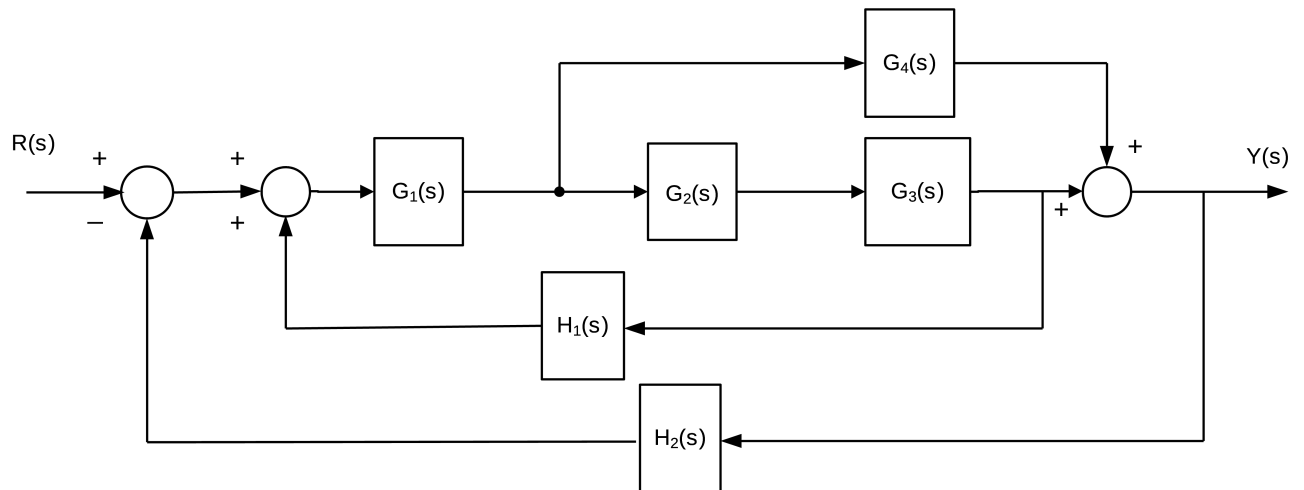 G₄(s)
R(s)
+
+
+
Y(s)
G₁(s)
G₂(s)
G₃(s)
−
+
+
H₁(s)
H₂(s)